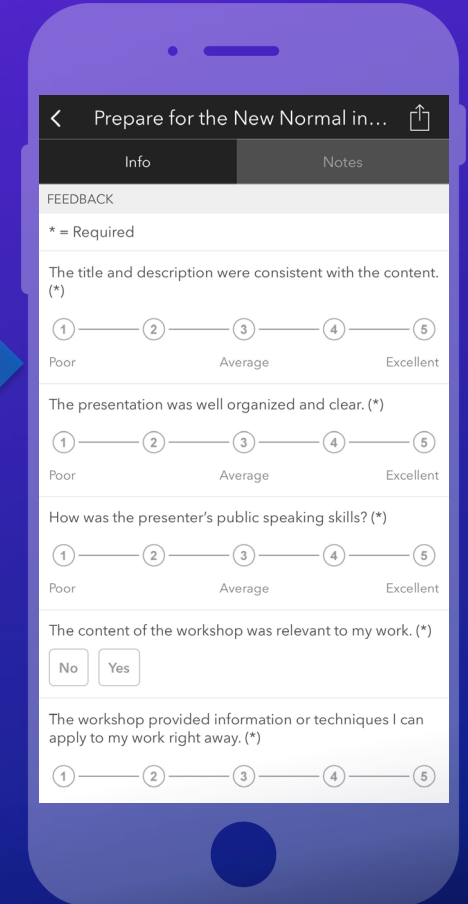 Prepare for the New Normal in...
Info
Notes
FEEDBACK
* = Required
The title and description were consistent with the content.
(*)
1 2 3 4 5
Poor Average Excellent
The presentation was well organized and clear. (*)
1 2 3 4 5
Poor Average Excellent
How was the presenter's public speaking skills? (*)
1 2 3 4 5
Poor Average Excellent
The content of the workshop was relevant to my work. (*)
No Yes
The workshop provided information or techniques I can
apply to my work right away. (*)
1 2 3 4 5